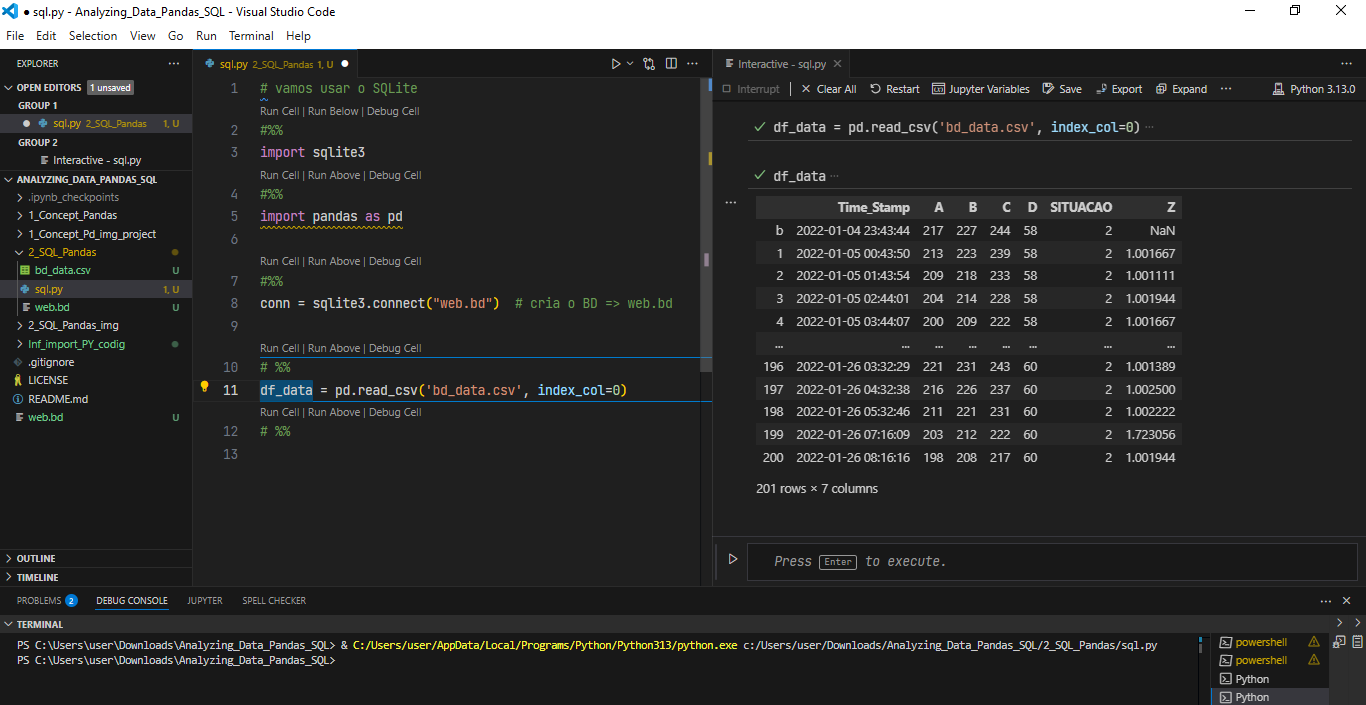 ● sql.py - Analyzing_Data_Pandas_SQL - Visual Studio Code
File Edit Selection View Go Run Terminal Help
EXPLORER
OPEN EDITORS 1 unsaved
GROUP 1
● sql.py 2_SQL_Pandas 1, U
GROUP 2
Interactive - sql.py
ANALYZING_DATA_PANDAS_SQL
.ipynb_checkpoints
1_Concept_Pandas
1_Concept_Pd_img_project
2_SQL_Pandas
bd_data.csv U
sql.py 1, U
web.bd U
2_SQL_Pandas_img
Inf_import_PY_codig
.gitignore
LICENSE
README.md
web.bd U
OUTLINE
TIMELINE
sql.py 2_SQL_Pandas 1, U ●
1 # vamos usar o SQLite
Run Cell | Run Below | Debug Cell
2 #%%
3 import sqlite3
Run Cell | Run Above | Debug Cell
4 #%%
5 import pandas as pd
6
Run Cell | Run Above | Debug Cell
7 #%%
8 conn = sqlite3.connect("web.bd") # cria o BD => web.bd
9
Run Cell | Run Above | Debug Cell
10 # %%
11 df_data = pd.read_csv('bd_data.csv', index_col=0)
Run Cell | Run Above | Debug Cell
12 # %%
13
Interactive - sql.py
Interrupt | Clear All Restart Jupyter Variables Save Export Expand ··· Python 3.13.0
df_data = pd.read_csv('bd_data.csv', index_col=0) ···
df_data ···
Time_Stamp A B C D SITUACAO Z
b 2022-01-04 23:43:44 217 227 244 58 2 NaN
1 2022-01-05 00:43:50 213 223 239 58 2 1.001667
2 2022-01-05 01:43:54 209 218 233 58 2 1.001111
3 2022-01-05 02:44:01 204 214 228 58 2 1.001944
4 2022-01-05 03:44:07 200 209 222 58 2 1.001667
... ... ... ... ... ... ... ...
196 2022-01-26 03:32:29 221 231 243 60 2 1.001389
197 2022-01-26 04:32:38 216 226 237 60 2 1.002500
198 2022-01-26 05:32:46 211 221 231 60 2 1.002222
199 2022-01-26 07:16:09 203 212 222 60 2 1.723056
200 2022-01-26 08:16:16 198 208 217 60 2 1.001944
201 rows × 7 columns
Press Enter to execute.
PROBLEMS 2 DEBUG CONSOLE JUPYTER SPELL CHECKER
TERMINAL
PS C:\Users\user\Downloads\Analyzing_Data_Pandas_SQL> & C:/Users/user/AppData/Local/Programs/Python/Python313/python.exe c:/Users/user/Downloads/Analyzing_Data_Pandas_SQL/2_SQL_Pandas/sql.py
PS C:\Users\user\Downloads\Analyzing_Data_Pandas_SQL>
powershell
powershell
Python
Python